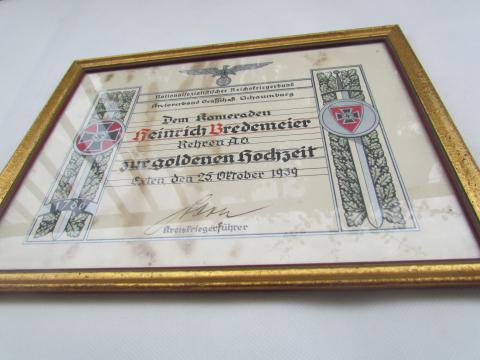 Nationalsozialistischer Reichskriegerbund
Kreisverband Grafschaft Schaumburg
Dem Kameraden
Heinrich Bredemeier
Rehren A.O.
zur goldenen Hochzeit
Exten den 25 Oktober 1939
Kreiskriegerführer
1786